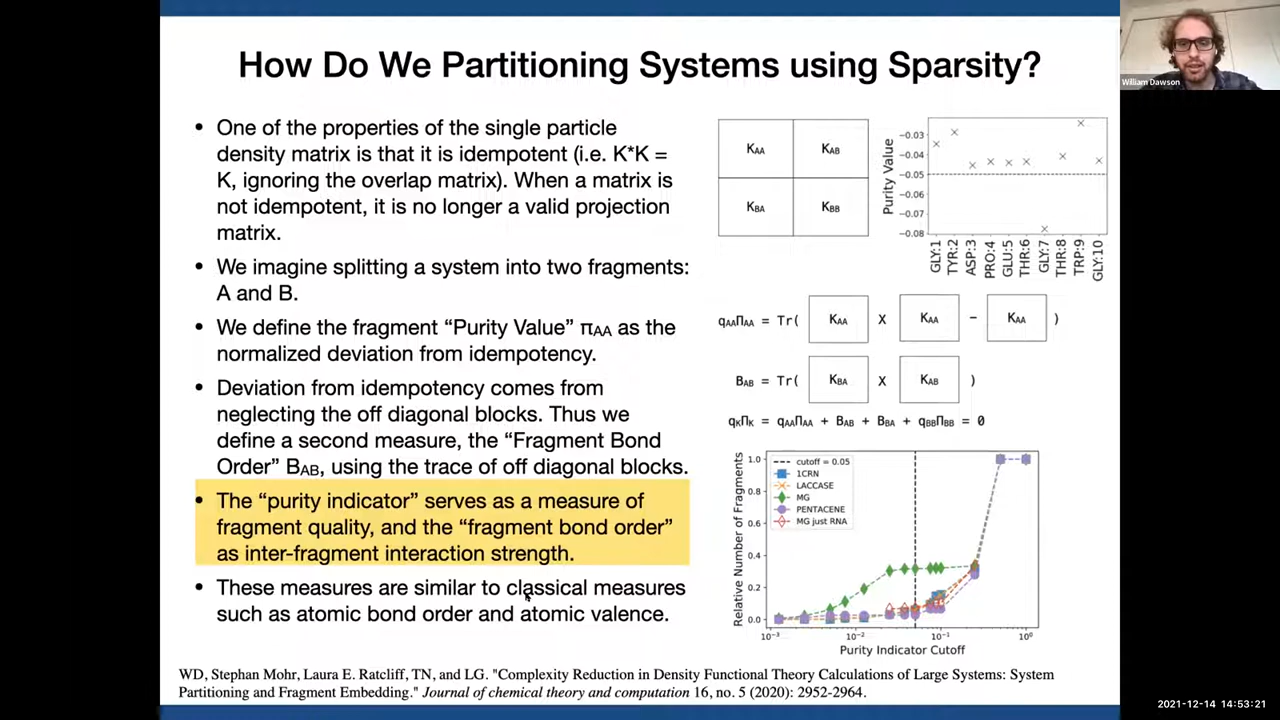 How Do We Partitioning Systems using Sparsity?
William Dawson
• One of the properties of the single particle
density matrix is that it is idempotent (i.e. K*K =
K, ignoring the overlap matrix). When a matrix is
not idempotent, it is no longer a valid projection
matrix.
• We imagine splitting a system into two fragments:
A and B.
• We define the fragment “Purity Value” πAA as the
normalized deviation from idempotency.
• Deviation from idempotency comes from
neglecting the off diagonal blocks. Thus we
define a second measure, the “Fragment Bond
Order” BAB, using the trace of off diagonal blocks.
• The “purity indicator” serves as a measure of
fragment quality, and the “fragment bond order”
as inter-fragment interaction strength.
• These measures are similar to classical measures
such as atomic bond order and atomic valence.
KAA KAB
KBA KBB
Purity Value
−0.03
−0.04
−0.05
−0.06
−0.07
−0.08
GLY:1 TYR:2 ASP:3 PRO:4 GLU:5 THR:6 GLY:7 THR:8 TRP:9 GLY:10
qAAΠAA = Tr( KAA X KAA − KAA )
BAB = Tr( KBA X KAB )
qKΠK = qAAΠAA + BAB + BBA + qBBΠBB = 0
Relative Number of Fragments
1.0
0.8
0.6
0.4
0.2
0.0
cutoff = 0.05
1CRN
LACCASE
MG
PENTACENE
MG just RNA
10⁻³ 10⁻² 10⁻¹ 10⁰
Purity Indicator Cutoff
WD, Stephan Mohr, Laura E. Ratcliff, TN, and LG. "Complexity Reduction in Density Functional Theory Calculations of Large Systems: System
Partitioning and Fragment Embedding." Journal of chemical theory and computation 16, no. 5 (2020): 2952-2964.
2021-12-14 14:53:21